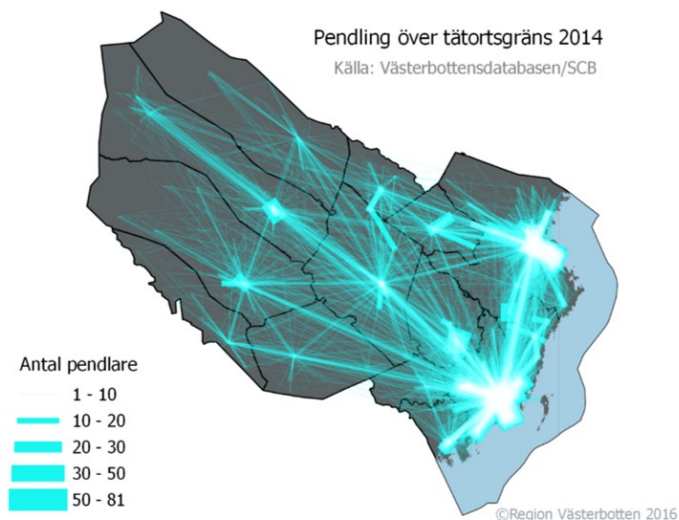 Pendling över tätortsgräns 2014
Källa: Västerbottensdatabasen/SCB
Antal pendlare
1 - 10
10 - 20
20 - 30
30 - 50
50 - 81
©Region Västerbotten 2016